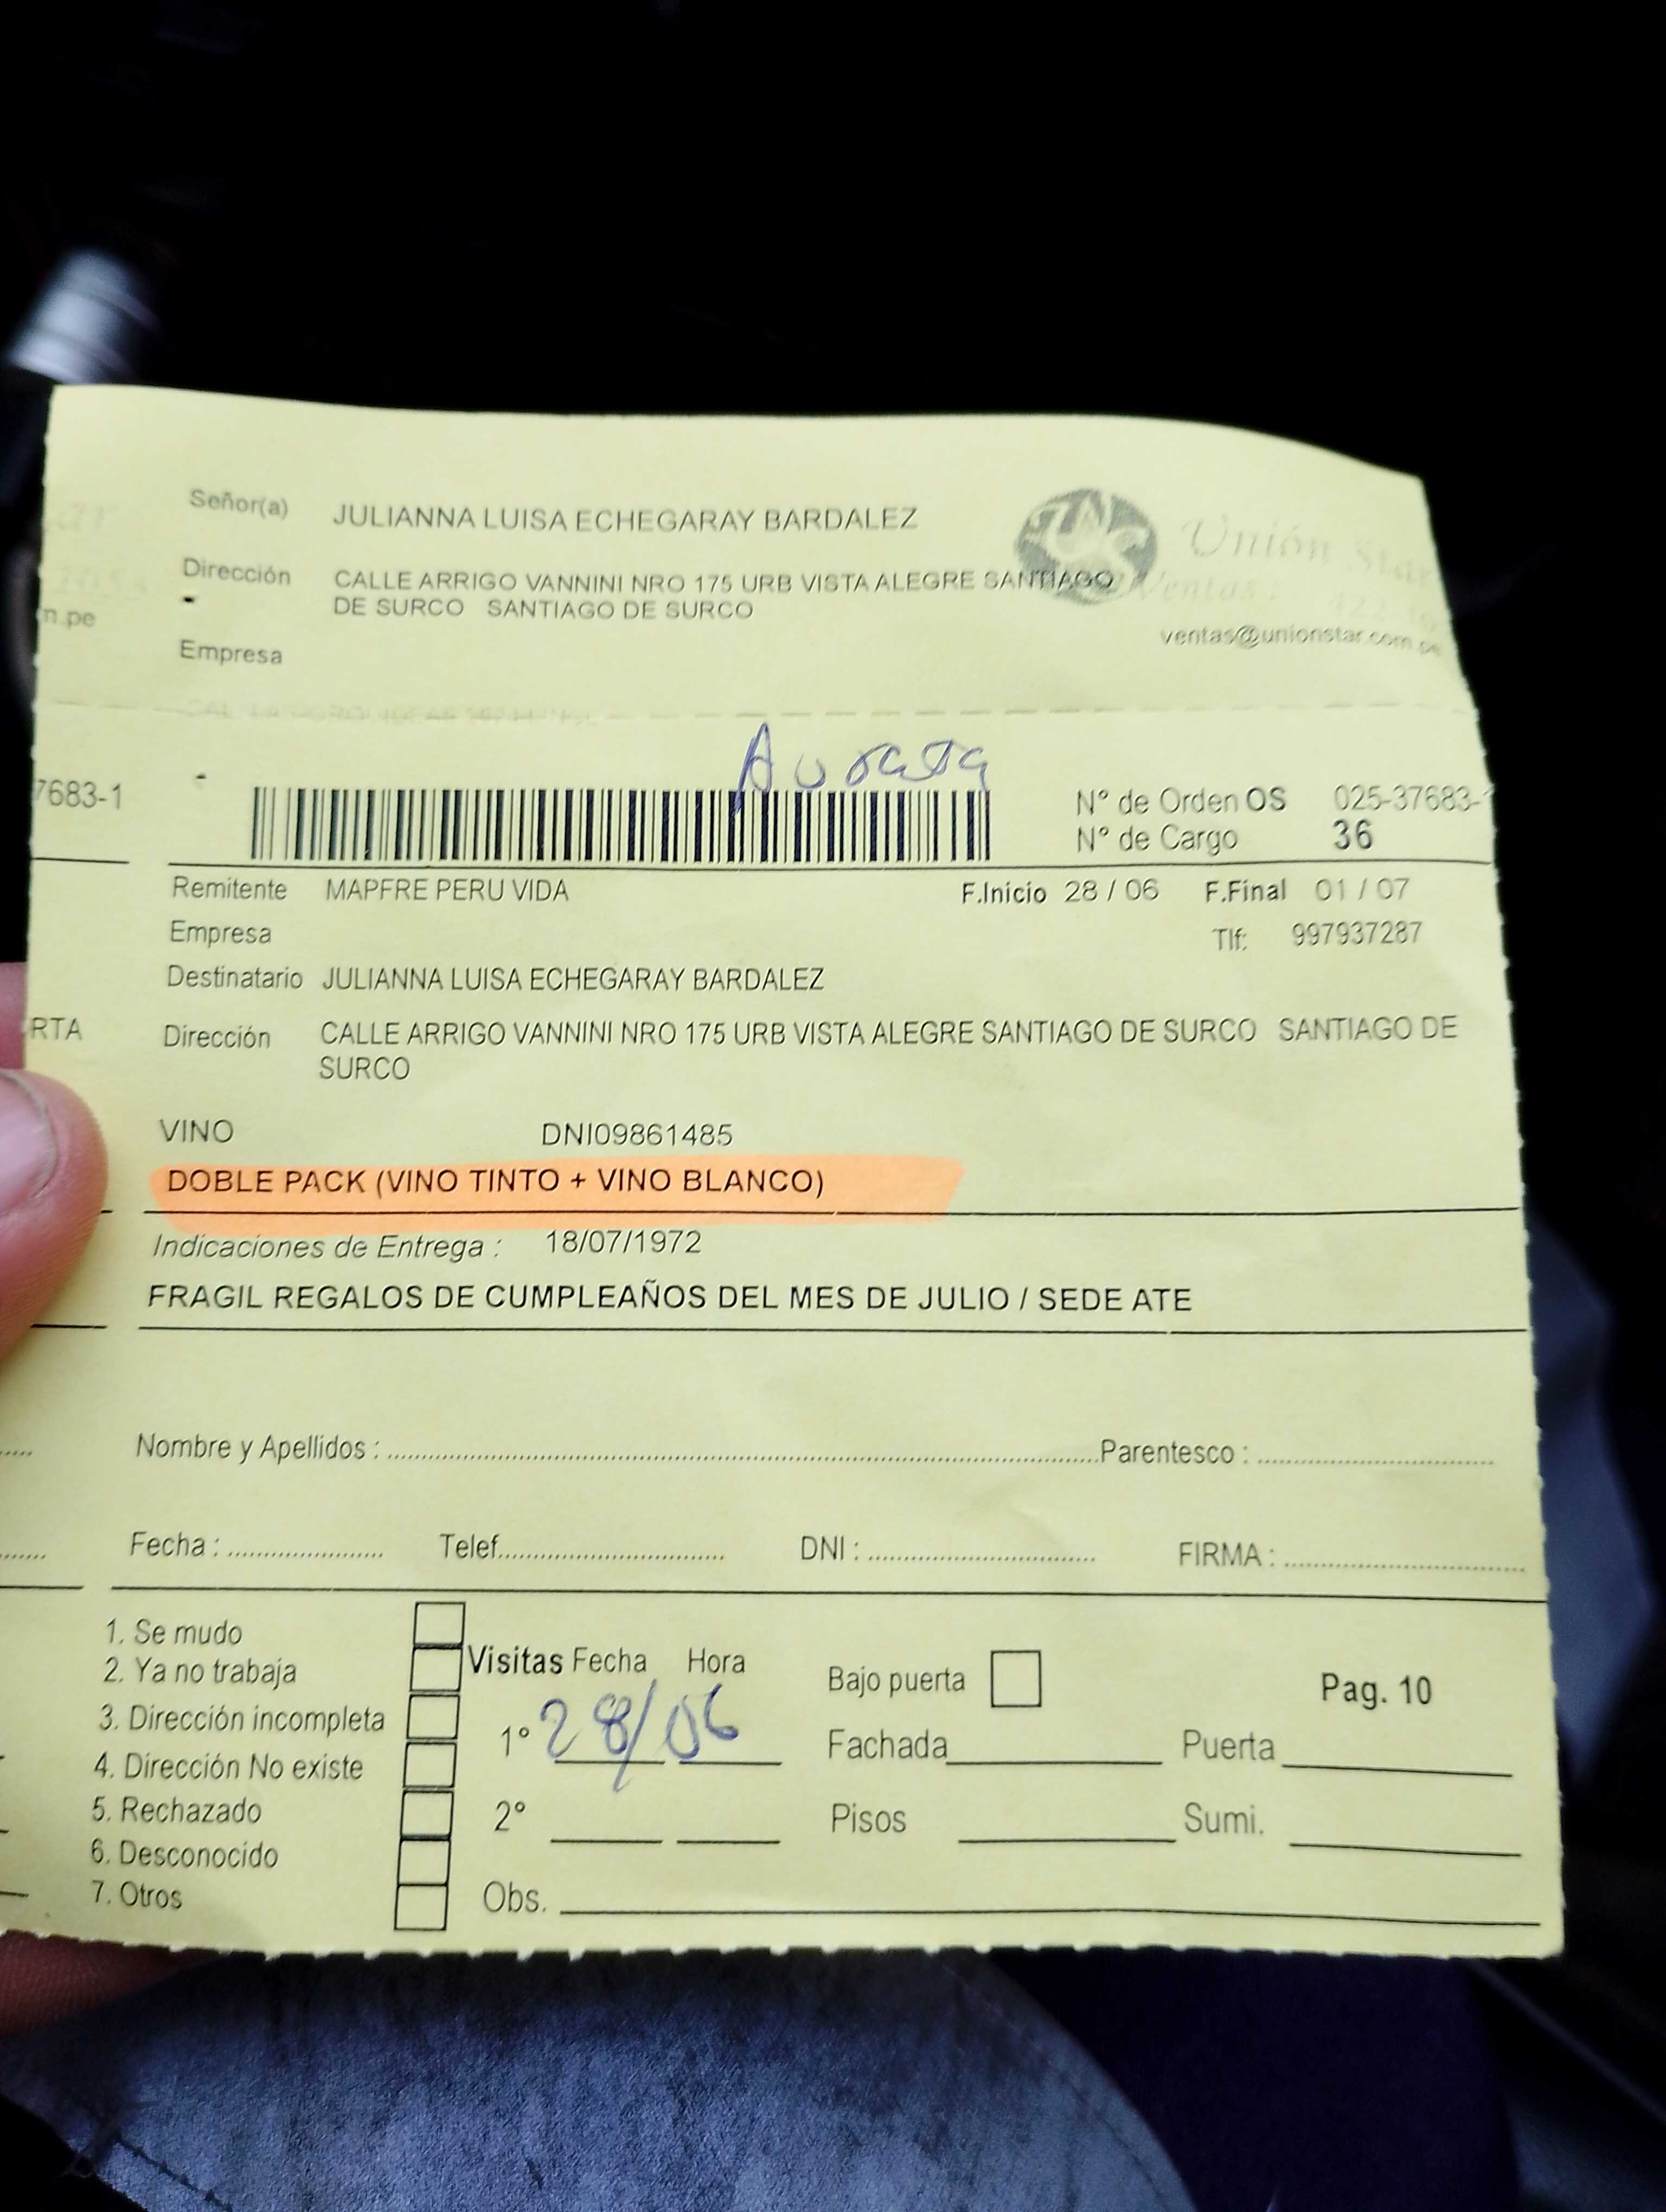 Señor(a) JULIANNA LUISA ECHEGARAY BARDALEZ
Unión Star
Dirección CALLE ARRIGO VANNINI NRO 175 URB VISTA ALEGRE SANTIAGO
DE SURCO SANTIAGO DE SURCO
Ventas:
n.pe
ventas@unionstar.com.pe
Empresa
7683-1
N° de Orden OS 025-37683-
N° de Cargo 36
Remitente MAPFRE PERU VIDA F.Inicio 28 / 06 F.Final 01 / 07
Empresa Tlf: 997937287
Destinatario JULIANNA LUISA ECHEGARAY BARDALEZ
RTA
Dirección CALLE ARRIGO VANNINI NRO 175 URB VISTA ALEGRE SANTIAGO DE SURCO SANTIAGO DE
SURCO
VINO DNI09861485
DOBLE PACK (VINO TINTO + VINO BLANCO)
Indicaciones de Entrega : 18/07/1972
FRAGIL REGALOS DE CUMPLEAÑOS DEL MES DE JULIO / SEDE ATE
Nombre y Apellidos : Parentesco :
Fecha : Telef. DNI : FIRMA :
1. Se mudo
2. Ya no trabaja
3. Dirección incompleta
4. Dirección No existe
5. Rechazado
6. Desconocido
7. Otros
Visitas Fecha Hora
1° 28/06
2°
Obs.
Bajo puerta
Fachada Puerta
Pisos Sumi.
Pag. 10